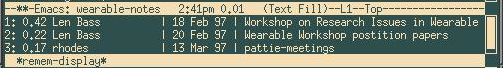 --**-Emacs: wearable-notes    2:41pm 0.01    (Text Fill)--L1--Top---
1: 0.42 Len Bass    | 18 Feb 97 | Workshop on Research Issues in Wearable
2: 0.22 Len Bass    | 20 Feb 97 | Wearable Workshop postition papers
3: 0.17 rhodes    | 13 Mar 97 | pattie-meetings
*remem-display*